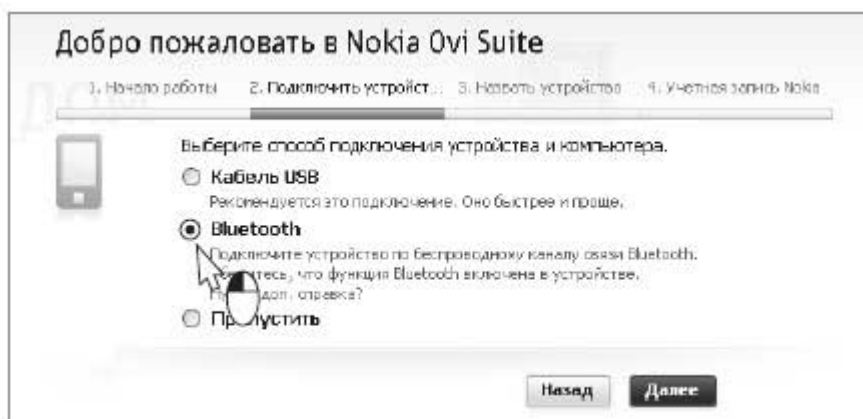 Добро пожаловать в Nokia Ovi Suite
1. Начало работы 2. Подключить устройст... 3. Назвать устройство 4. Учетная запись Nokia
Выберите способ подключения устройства и компьютера.
Кабель USB
Рекомендуется это подключение. Оно быстрее и проще.
Bluetooth
Подключите устройство по беспроводному каналу связи Bluetooth.
что функция Bluetooth включена в устройстве.
доп. справка?
Пропустить
Назад Далее